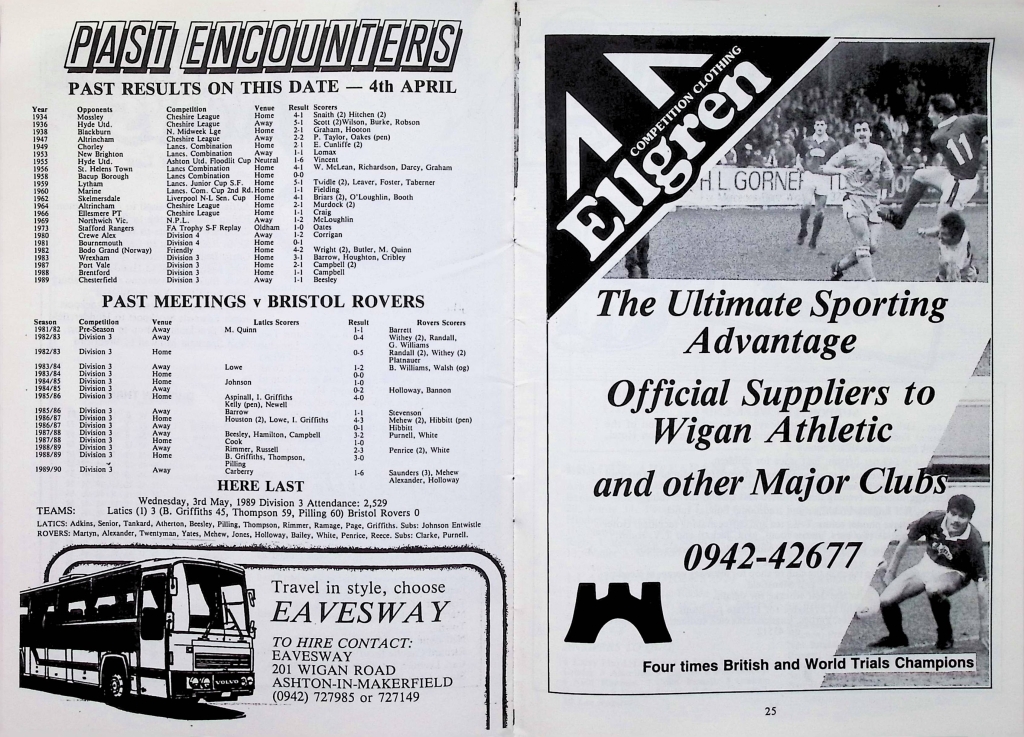 PAST ENCOUNTERS
PAST RESULTS ON THIS DATE — 4th APRIL
Year Opponents Competition Venue Result Scorers
1934 Mossley Cheshire League Home 4-1 Snaith (2) Hitchen (2)
1936 Hyde Utd. Cheshire League Away 5-1 Scott (2)Wilson, Burke, Robson
1938 Blackburn N. Midweek Lge Home 2-1 Graham, Hooton
1947 Altrincham Cheshire League Away 2-2 P. Taylor, Oakes (pen)
1949 Chorley Lancs. Combination Home 2-1 E. Cunliffe (2)
1953 New Brighton Lancs. Combination Away 1-1 Lomax
1955 Hyde Utd. Ashton Utd. Floodlit Cup Neutral 1-6 Vincent
1956 St. Helens Town Lancs Combination Home 4-1 W. McLean, Richardson, Darcy, Graham
1958 Bacup Borough Lancs Combination Home 0-0
1959 Lytham Lancs. Junior Cup S.F. Home 5-1 Twidle (2), Leaver, Foster, Taberner
1960 Marine Lancs. Com. Cup 2nd Rd. Home 1-1 Fielding
1962 Skelmersdale Liverpool N-L Sen. Cup Home 4-1 Briars (2), O'Loughlin, Booth
1964 Altrincham Cheshire League Home 2-1 Murdock (2)
1966 Ellesmere PT Cheshire League Home 1-1 Craig
1969 Northwich Vic. N.P.L. Away 1-2 McLoughlin
1973 Stafford Rangers FA Trophy S-F Replay Oldham 1-0 Oates
1980 Crewe Alex Division 4 Away 1-2 Corrigan
1981 Bournemouth Division 4 Home 0-1
1982 Bodo Grand (Norway) Friendly Home 4-2 Wright (2), Butler, M. Quinn
1983 Wrexham Division 3 Home 3-1 Barrow, Houghton, Cribley
1987 Port Vale Division 3 Home 2-1 Campbell (2)
1988 Brentford Division 3 Home 1-1 Campbell
1989 Chesterfield Division 3 Away 1-1 Beesley
PAST MEETINGS v BRISTOL ROVERS
Season Competition Venue Latics Scorers Result Rovers Scorers
1981/82 Pre-Season Away M. Quinn 1-1 Barrett
1982/83 Division 3 Away 0-4 Withey (2), Randall,
G. Williams
1982/83 Division 3 Home 0-5 Randall (2), Withey (2)
Platnauer
1983/84 Division 3 Away Lowe 1-2 B. Williams, Walsh (og)
1983/84 Division 3 Home 0-0
1984/85 Division 3 Home Johnson 1-0
1984/85 Division 3 Away 0-2 Holloway, Bannon
1985/86 Division 3 Home Aspinall, I. Griffiths 4-0
Kelly (pen), Newell
1985/86 Division 3 Away Barrow 1-1 Stevenson
1986/87 Division 3 Home Houston (2), Lowe, I. Griffiths 4-3 Mehew (2), Hibbitt (pen)
1986/87 Division 3 Away 0-1 Hibbitt
1987/88 Division 3 Away Beesley, Hamilton, Campbell 3-2 Purnell, White
1987/88 Division 3 Home Cook 1-0
1988/89 Division 3 Away Rimmer, Russell 2-3 Penrice (2), White
1988/89 Division 3 Home B. Griffiths, Thompson, 3-0
Pilling
1989/90 Division 3 Away Carberry 1-6 Saunders (3), Mehew
Alexander, Holloway
HERE LAST
Wednesday, 3rd May, 1989 Division 3 Attendance: 2,529
TEAMS: Latics (1) 3 (B. Griffiths 45, Thompson 59, Pilling 60) Bristol Rovers 0
LATICS: Adkins, Senior, Tankard, Atherton, Beesley, Pilling, Thompson, Rimmer, Ramage, Page, Griffiths. Subs: Johnson Entwistle
ROVERS: Martyn, Alexander, Twentyman, Yates, Mehew, Jones, Holloway, Bailey, White, Penrice, Reece. Subs: Clarke, Purnell.
Travel in style, choose
EAVESWAY
TO HIRE CONTACT:
EAVESWAY
201 WIGAN ROAD
ASHTON-IN-MAKERFIELD
(0942) 727985 or 727149
VOLVO
COMPETITION CLOTHING
Ellgren
11
H L GORNE
The Ultimate Sporting
Advantage
Official Suppliers to
Wigan Athletic
and other Major Clubs
0942-42677
Four times British and World Trials Champions
25